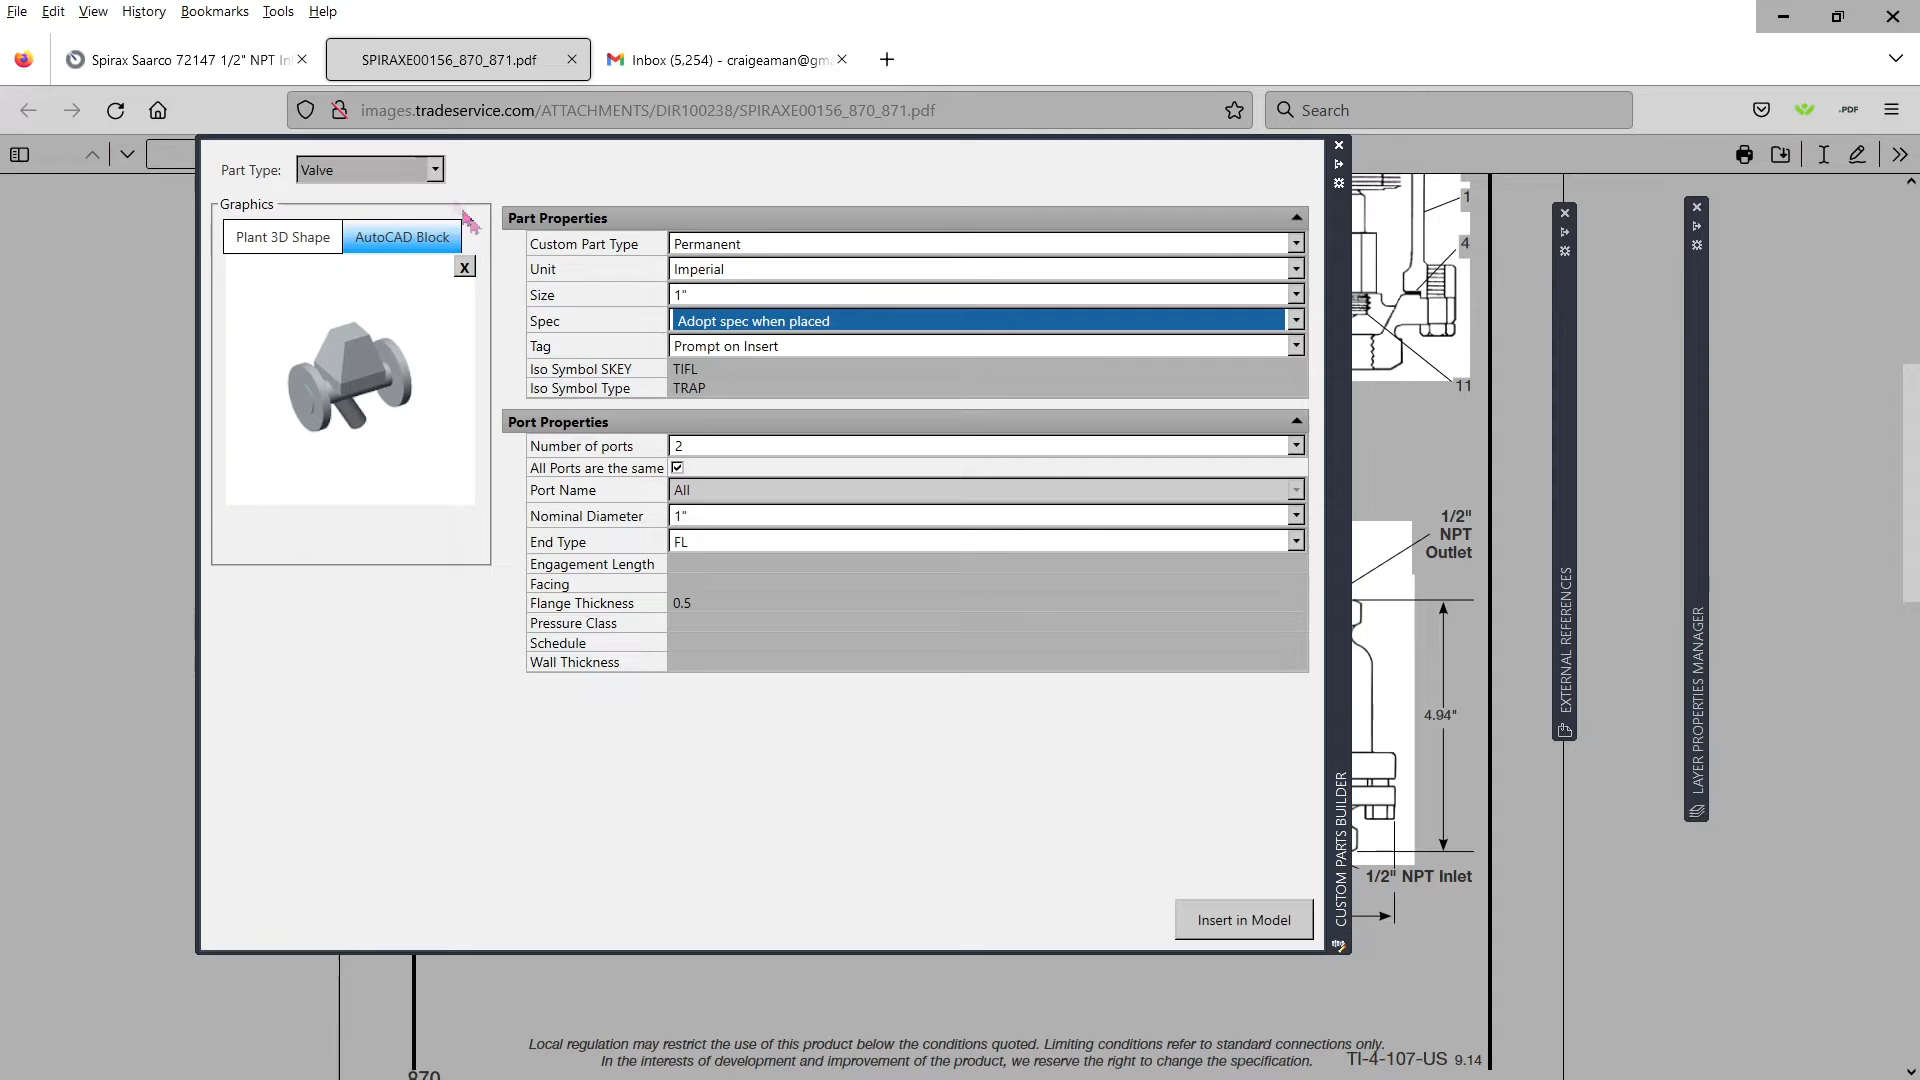 File Edit View History Bookmarks Tools Help
Spirax Saarco 72147 1/2" NPT In
SPIRAXE00156_870_871.pdf
Inbox (5,254) - craigeaman@gm
images.tradeservice.com/ATTACHMENTS/DIR100238/SPIRAXE00156_870_871.pdf
Search
.PDF
Part Type: Valve
Graphics
Plant 3D Shape AutoCAD Block
X
Part Properties
Custom Part Type Permanent
Unit Imperial
Size 1"
Spec Adopt spec when placed
Tag Prompt on Insert
Iso Symbol SKEY TIFL
Iso Symbol Type TRAP
Port Properties
Number of ports 2
All Ports are the same
Port Name All
Nominal Diameter 1"
End Type FL
Engagement Length
Facing
Flange Thickness 0.5
Pressure Class
Schedule
Wall Thickness
Insert in Model
CUSTOM PARTS BUILDER
1
4
11
1/2"
NPT
Outlet
4.94"
1/2" NPT Inlet
EXTERNAL REFERENCES
LAYER PROPERTIES MANAGER
Local regulation may restrict the use of this product below the conditions quoted. Limiting conditions refer to standard connections only.
In the interests of development and improvement of the product, we reserve the right to change the specification.
TI-4-107-US 9.14
870